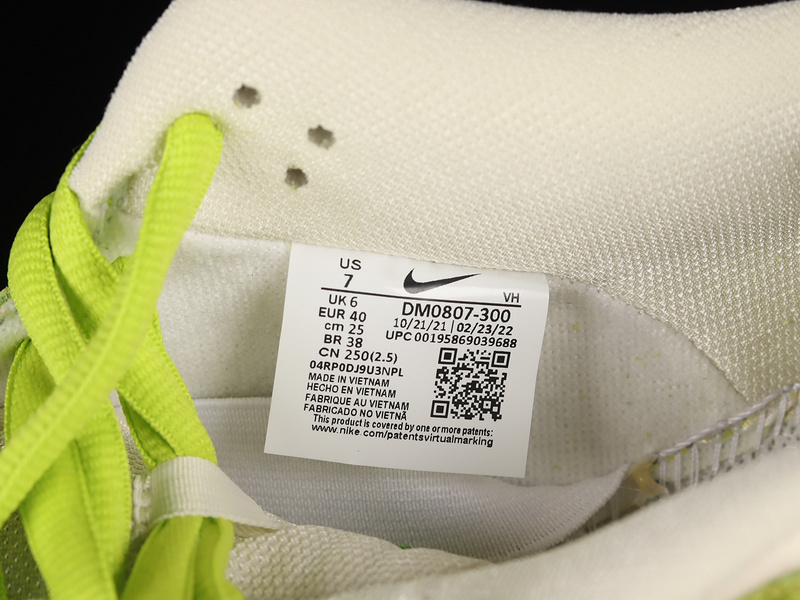 US
7
VH
UK 6
EUR 40
cm 25
BR 38
CN 250(2.5)
DM0807-300
10/21/21 | 02/23/22
UPC 00195869039688
04RP0DJ9U3NPL
MADE IN VIETNAM
HECHO EN VIETNAM
FABRIQUE AU VIETNAM
FABRICADO NO VIETNÃ
This product is covered by one or more patents:
www.nike.com/patentsvirtualmarking